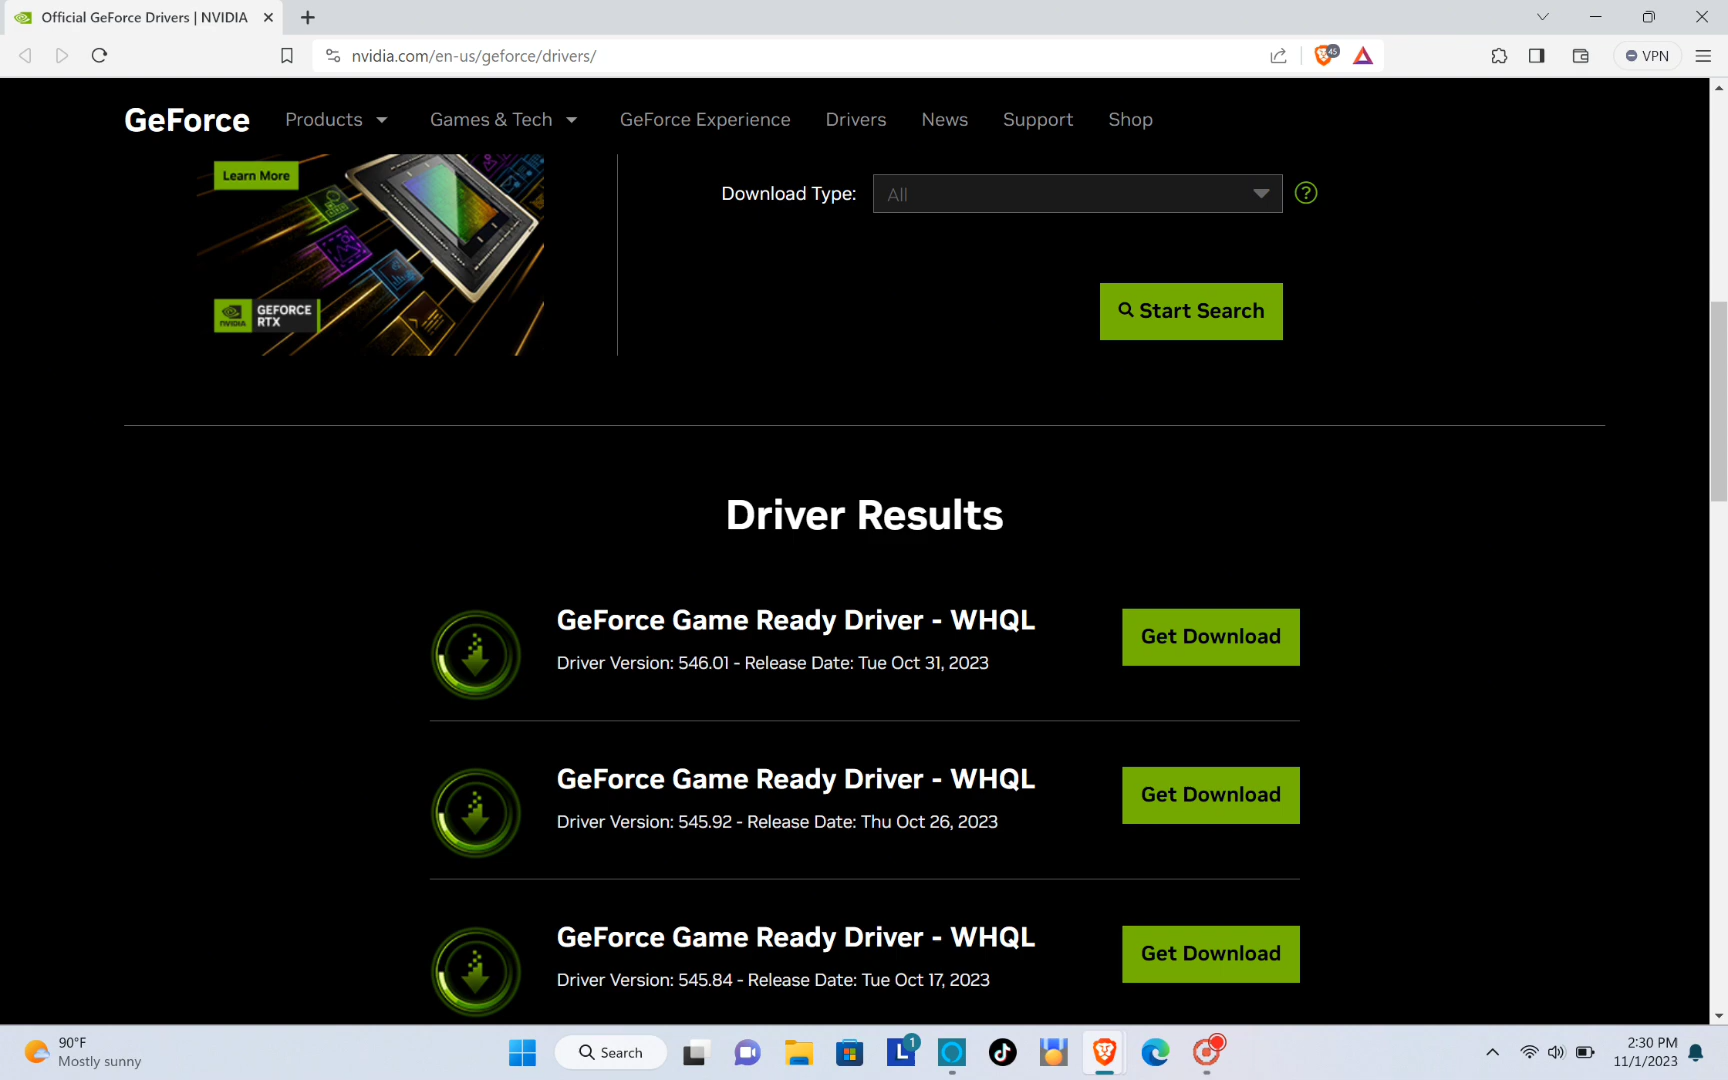 Official GeForce Drivers | NVIDIA
nvidia.com/en-us/geforce/drivers/
45
VPN
GeForce Products Games & Tech GeForce Experience Drivers News Support Shop
Learn More
Download Type: All ?
NVIDIA GEFORCE RTX
Start Search
Driver Results
GeForce Game Ready Driver - WHQL
Driver Version: 546.01 - Release Date: Tue Oct 31, 2023
Get Download
GeForce Game Ready Driver - WHQL
Driver Version: 545.92 - Release Date: Thu Oct 26, 2023
Get Download
GeForce Game Ready Driver - WHQL
Driver Version: 545.84 - Release Date: Tue Oct 17, 2023
Get Download
90°F
Mostly sunny
Search
L 1
2:30 PM
11/1/2023